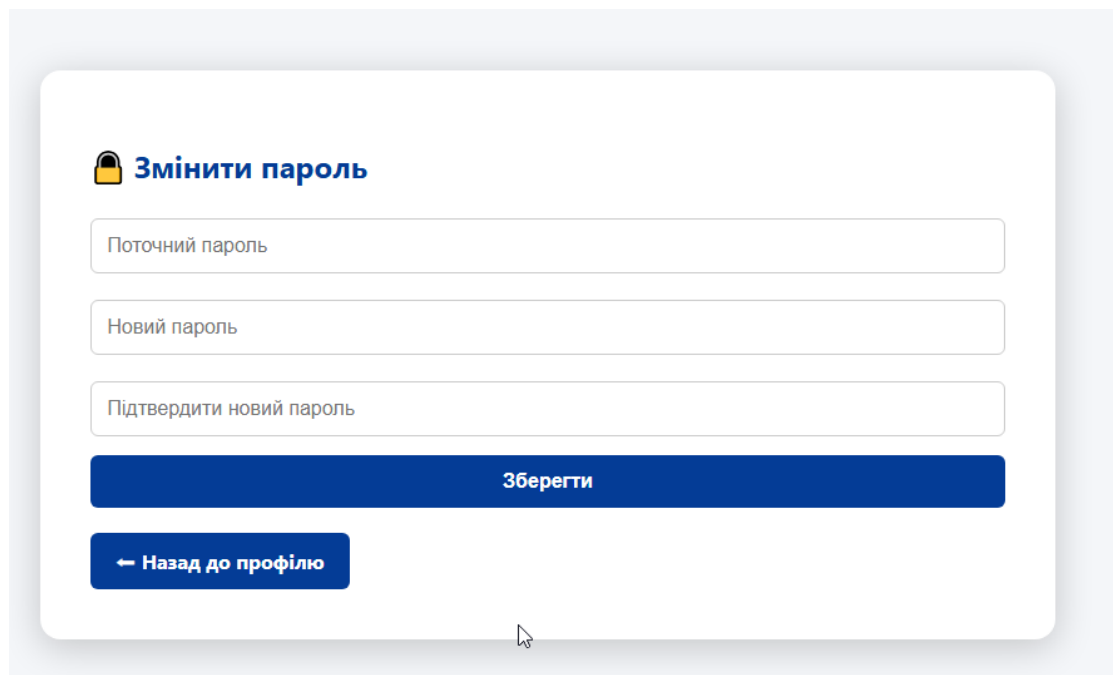 🔒 Змінити пароль
Поточний пароль
Новий пароль
Підтвердити новий пароль
Зберегти
← Назад до профілю